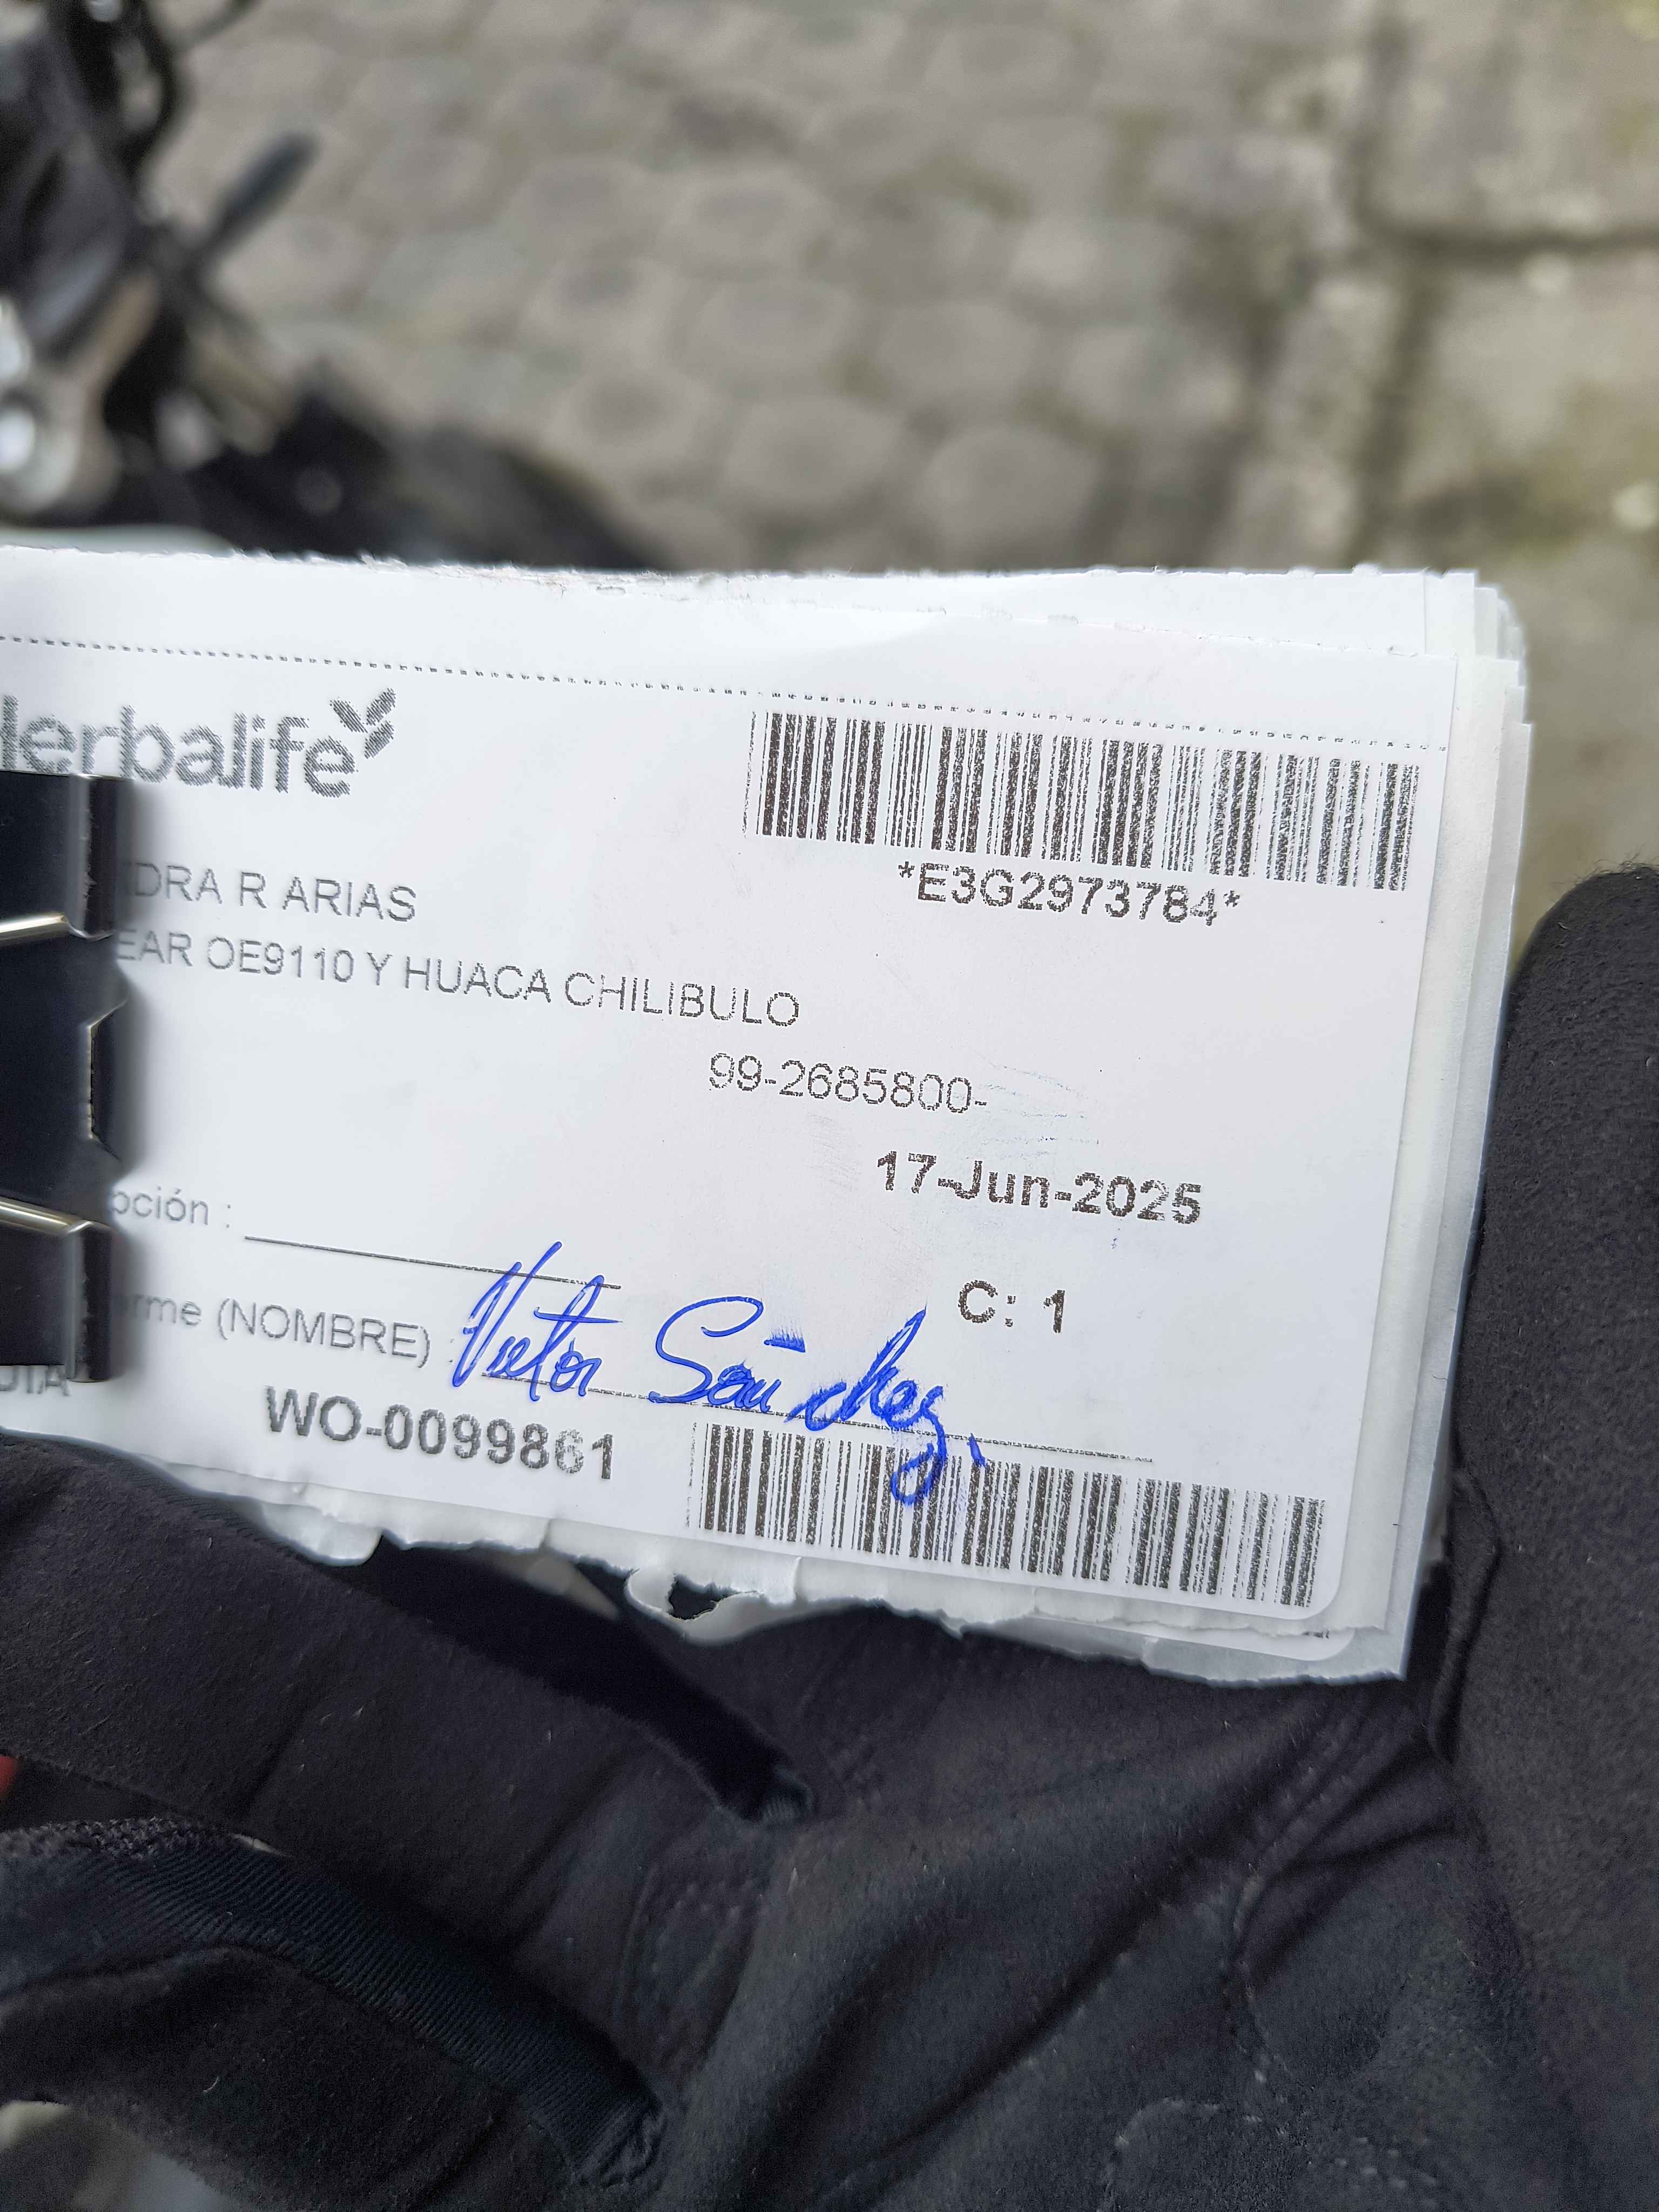 Herbalife
*E3G2973784*
DRA R ARIAS
EAR OE9110 Y HUACA CHILIBULO
99-2685800-
17-Jun-2025
pción :
C: 1
rme (NOMBRE) : Victor Sánchez.
UIA
WO-0099861